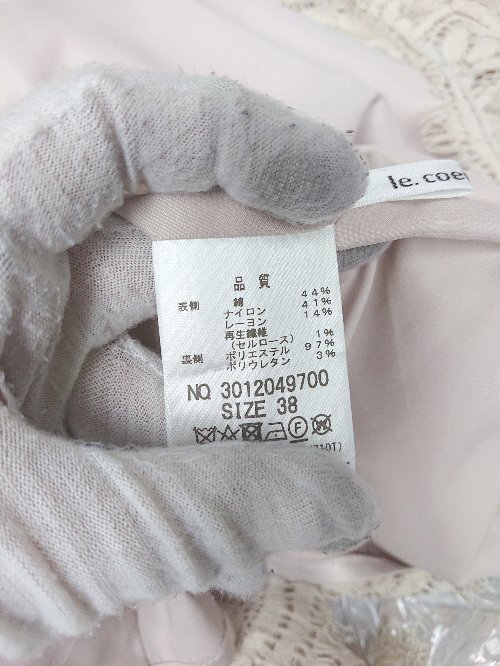 le. coe
品 質
表側 綿 44%
ナイロン 41%
レーヨン 14%
再生繊維
(セルロース) 1%
裏側 ポリエステル 97%
ポリウレタン 3%
NO 3012049700
SIZE 38
710T)